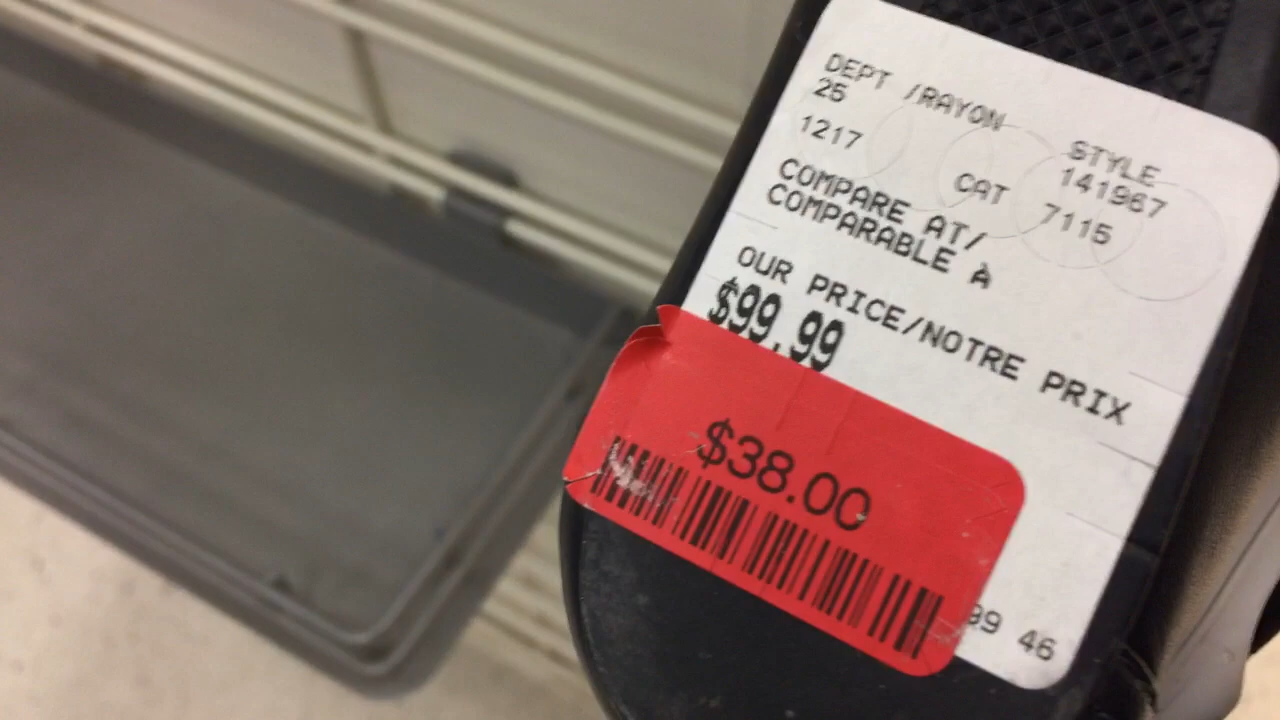 DEPT /RAYON STYLE
25 141967
1217 CAT 7115
COMPARE AT/
COMPARABLE À
OUR PRICE/NOTRE PRIX
$99.99
$38.00
99 46